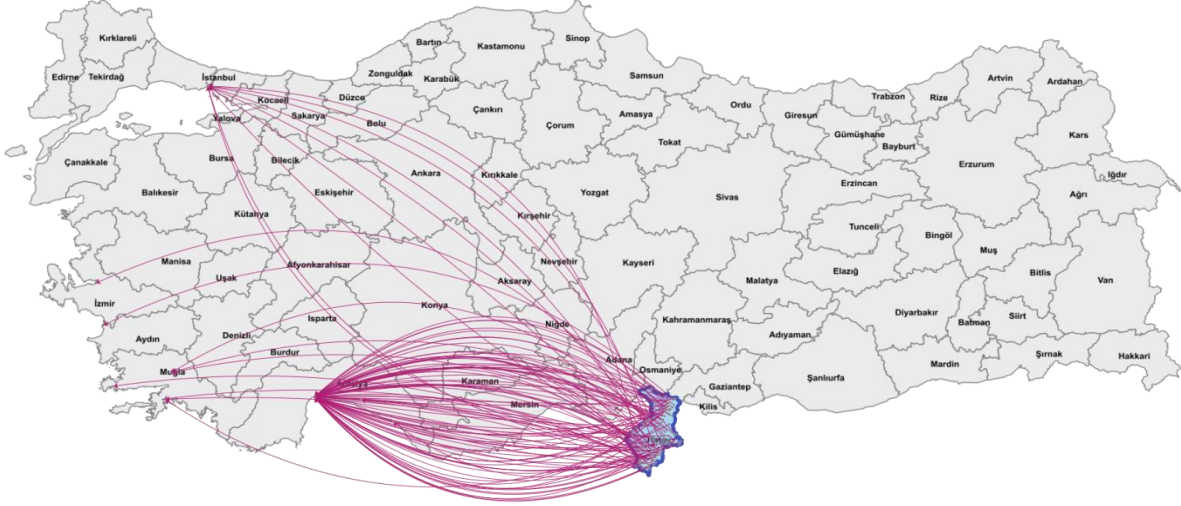 Kırklareli
Edirne
Tekirdağ
İstanbul
Kocaeli
Yalova
Sakarya
Düzce
Bolu
Zonguldak
Bartın
Karabük
Kastamonu
Sinop
Çankırı
Çorum
Samsun
Amasya
Tokat
Ordu
Giresun
Trabzon
Gümüşhane
Bayburt
Rize
Artvin
Ardahan
Kars
Iğdır
Ağrı
Erzurum
Erzincan
Çanakkale
Balıkesir
Bursa
Bilecik
Eskişehir
Kütahya
Ankara
Kırıkkale
Kırşehir
Yozgat
Sivas
Tunceli
Bingöl
Muş
Bitlis
Van
Manisa
Uşak
Afyonkarahisar
Aksaray
Nevşehir
Kayseri
Malatya
Elazığ
İzmir
Aydın
Denizli
Isparta
Burdur
Konya
Niğde
Kahramanmaraş
Adıyaman
Diyarbakır
Batman
Siirt
Şırnak
Hakkari
Muğla
Antalya
Karaman
Mersin
Adana
Osmaniye
Gaziantep
Kilis
Şanlıurfa
Mardin
Hatay